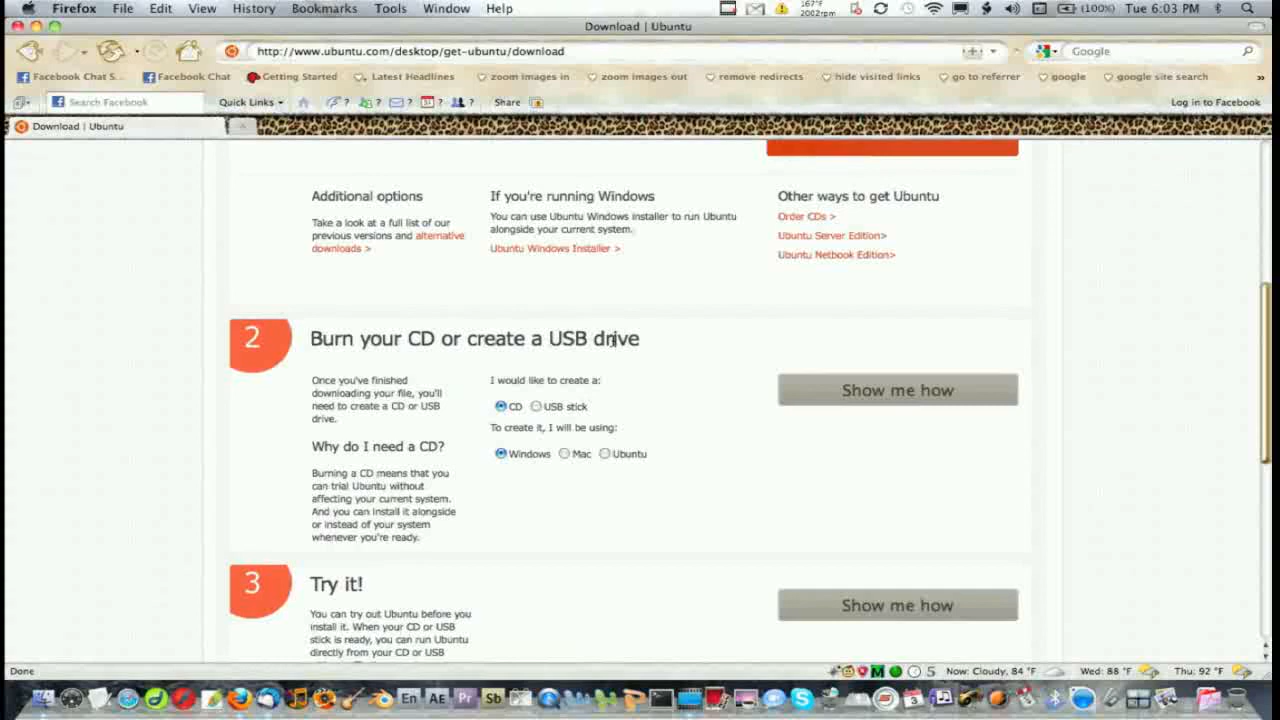 Firefox File Edit View History Bookmarks Tools Window Help 167°F 2002rpm (100%) Tue 6:03 PM
Download | Ubuntu
http://www.ubuntu.com/desktop/get-ubuntu/download Google
Facebook Chat S... Facebook Chat Getting Started Latest Headlines zoom images in zoom images out remove redirects hide visited links go to referrer google google site search »
Search Facebook Quick Links ? ? ? ? ? Share Log in to Facebook
Download | Ubuntu
Additional options
Take a look at a full list of our
previous versions and alternative
downloads >
If you're running Windows
You can use Ubuntu Windows installer to run Ubuntu
alongside your current system.
Ubuntu Windows Installer >
Other ways to get Ubuntu
Order CDs >
Ubuntu Server Edition>
Ubuntu Netbook Edition>
2 Burn your CD or create a USB drive
Once you've finished
downloading your file, you'll
need to create a CD or USB
drive.
Why do I need a CD?
Burning a CD means that you
can trial Ubuntu without
affecting your current system.
And you can install it alongside
or instead of your system
whenever you're ready.
I would like to create a:
CD USB stick
To create it, I will be using:
Windows Mac Ubuntu
Show me how
3 Try it!
You can try out Ubuntu before you
install it. When your CD or USB
stick is ready, you can run Ubuntu
directly from your CD or USB
Show me how
Done 5 Now: Cloudy, 84 °F Wed: 88 °F Thu: 92 °F
En AE Pr Sb 3